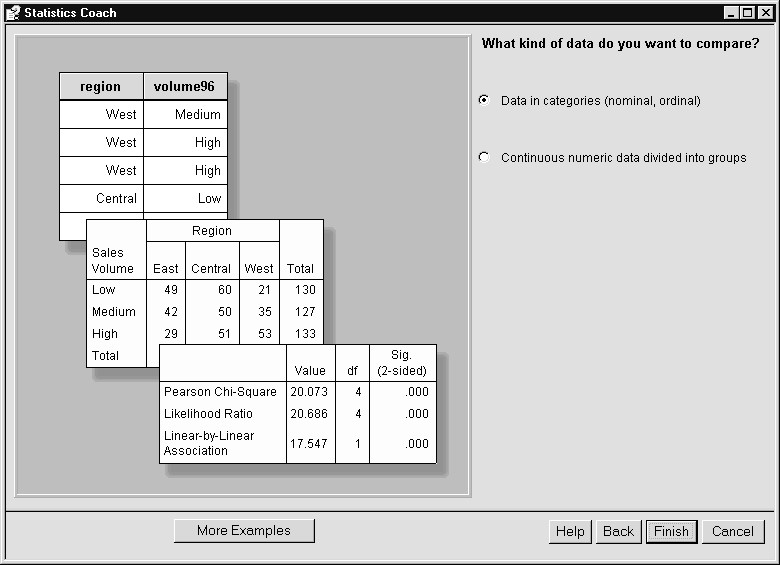 Statistics Coach
What kind of data do you want to compare?
Data in categories (nominal, ordinal)
Continuous numeric data divided into groups
region volume96
West Medium
West High
West High
Central Low
Region
Sales
Volume East Central West Total
Low 49 60 21 130
Medium 42 50 35 127
High 29 51 53 133
Total
Sig.
Value df (2-sided)
Pearson Chi-Square 20.073 4 .000
Likelihood Ratio 20.686 4 .000
Linear-by-Linear
Association 17.547 1 .000
More Examples
Help Back Finish Cancel